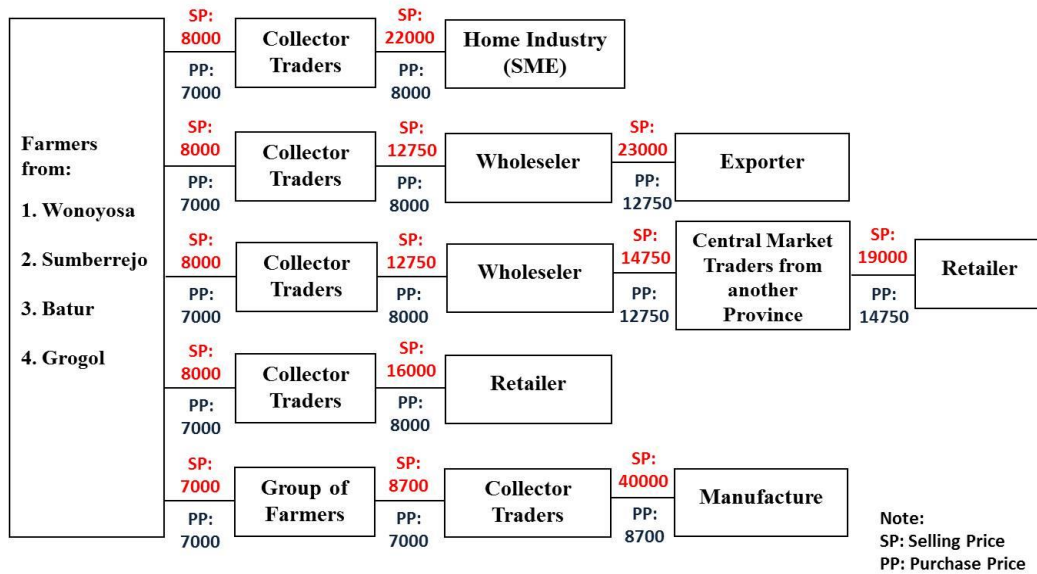 Farmers
from:
1. Wonoyosa
2. Sumberrejo
3. Batur
4. Grogol
SP:
8000
PP:
7000
Collector
Traders
SP:
22000
PP:
8000
Home Industry
(SME)
SP:
8000
PP:
7000
Collector
Traders
SP:
12750
PP:
8000
Wholeseler
SP:
23000
PP:
12750
Exporter
SP:
8000
PP:
7000
Collector
Traders
SP:
12750
PP:
8000
Wholeseler
SP:
14750
PP:
12750
Central Market
Traders from
another
Province
SP:
19000
PP:
14750
Retailer
SP:
8000
PP:
7000
Collector
Traders
SP:
16000
PP:
8000
Retailer
SP:
7000
PP:
7000
Group of
Farmers
SP:
8700
PP:
7000
Collector
Traders
SP:
40000
PP:
8700
Manufacture
Note:
SP: Selling Price
PP: Purchase Price